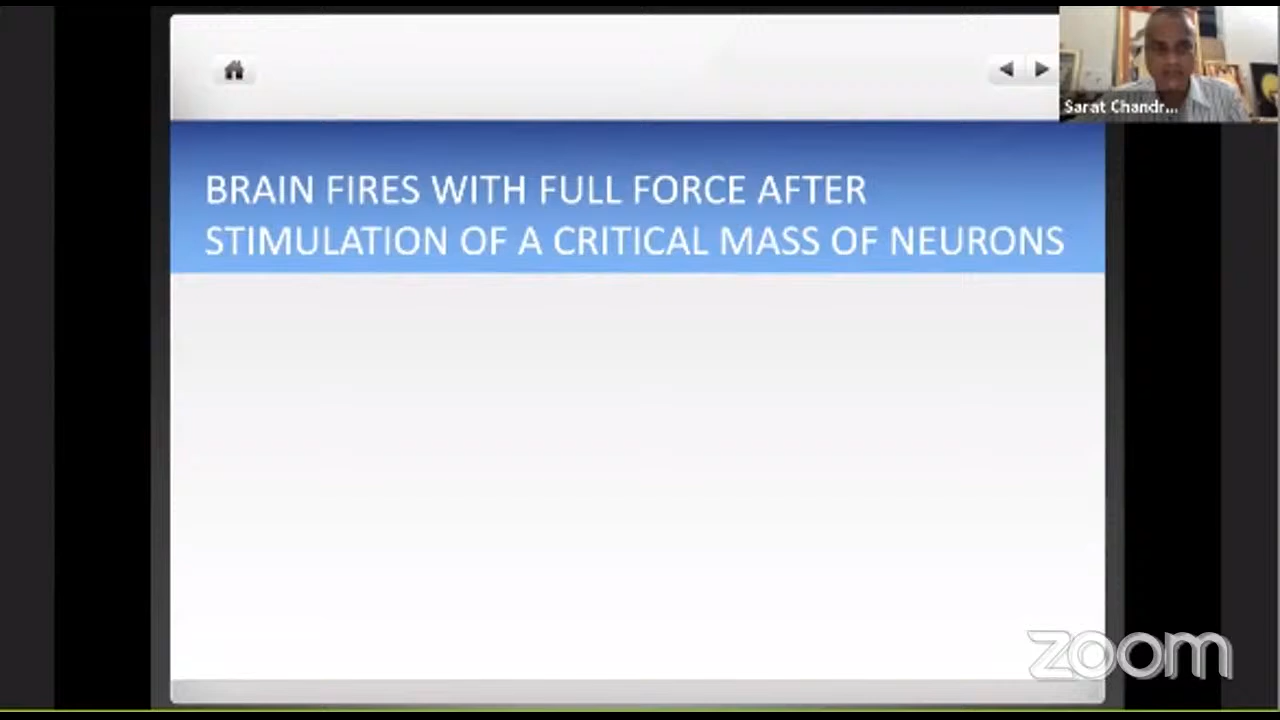 Sarat Chandr...
BRAIN FIRES WITH FULL FORCE AFTER
STIMULATION OF A CRITICAL MASS OF NEURONS
zoom